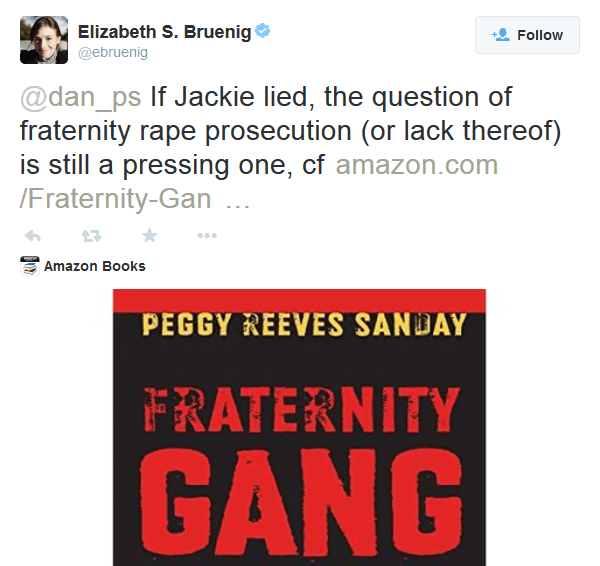 Elizabeth S. Bruenig
@ebruenig
Follow
@dan_ps If Jackie lied, the question of
fraternity rape prosecution (or lack thereof)
is still a pressing one, cf amazon.com
/Fraternity-Gan ...
Amazon Books
PEGGY REEVES SANDAY
FRATERNITY
GANG